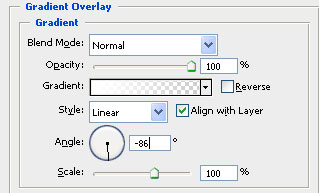 Gradient Overlay
Gradient
Blend Mode: Normal
Opacity: 100 %
Gradient: Reverse
Style: Linear Align with Layer
Angle: -86 °
Scale: 100 %